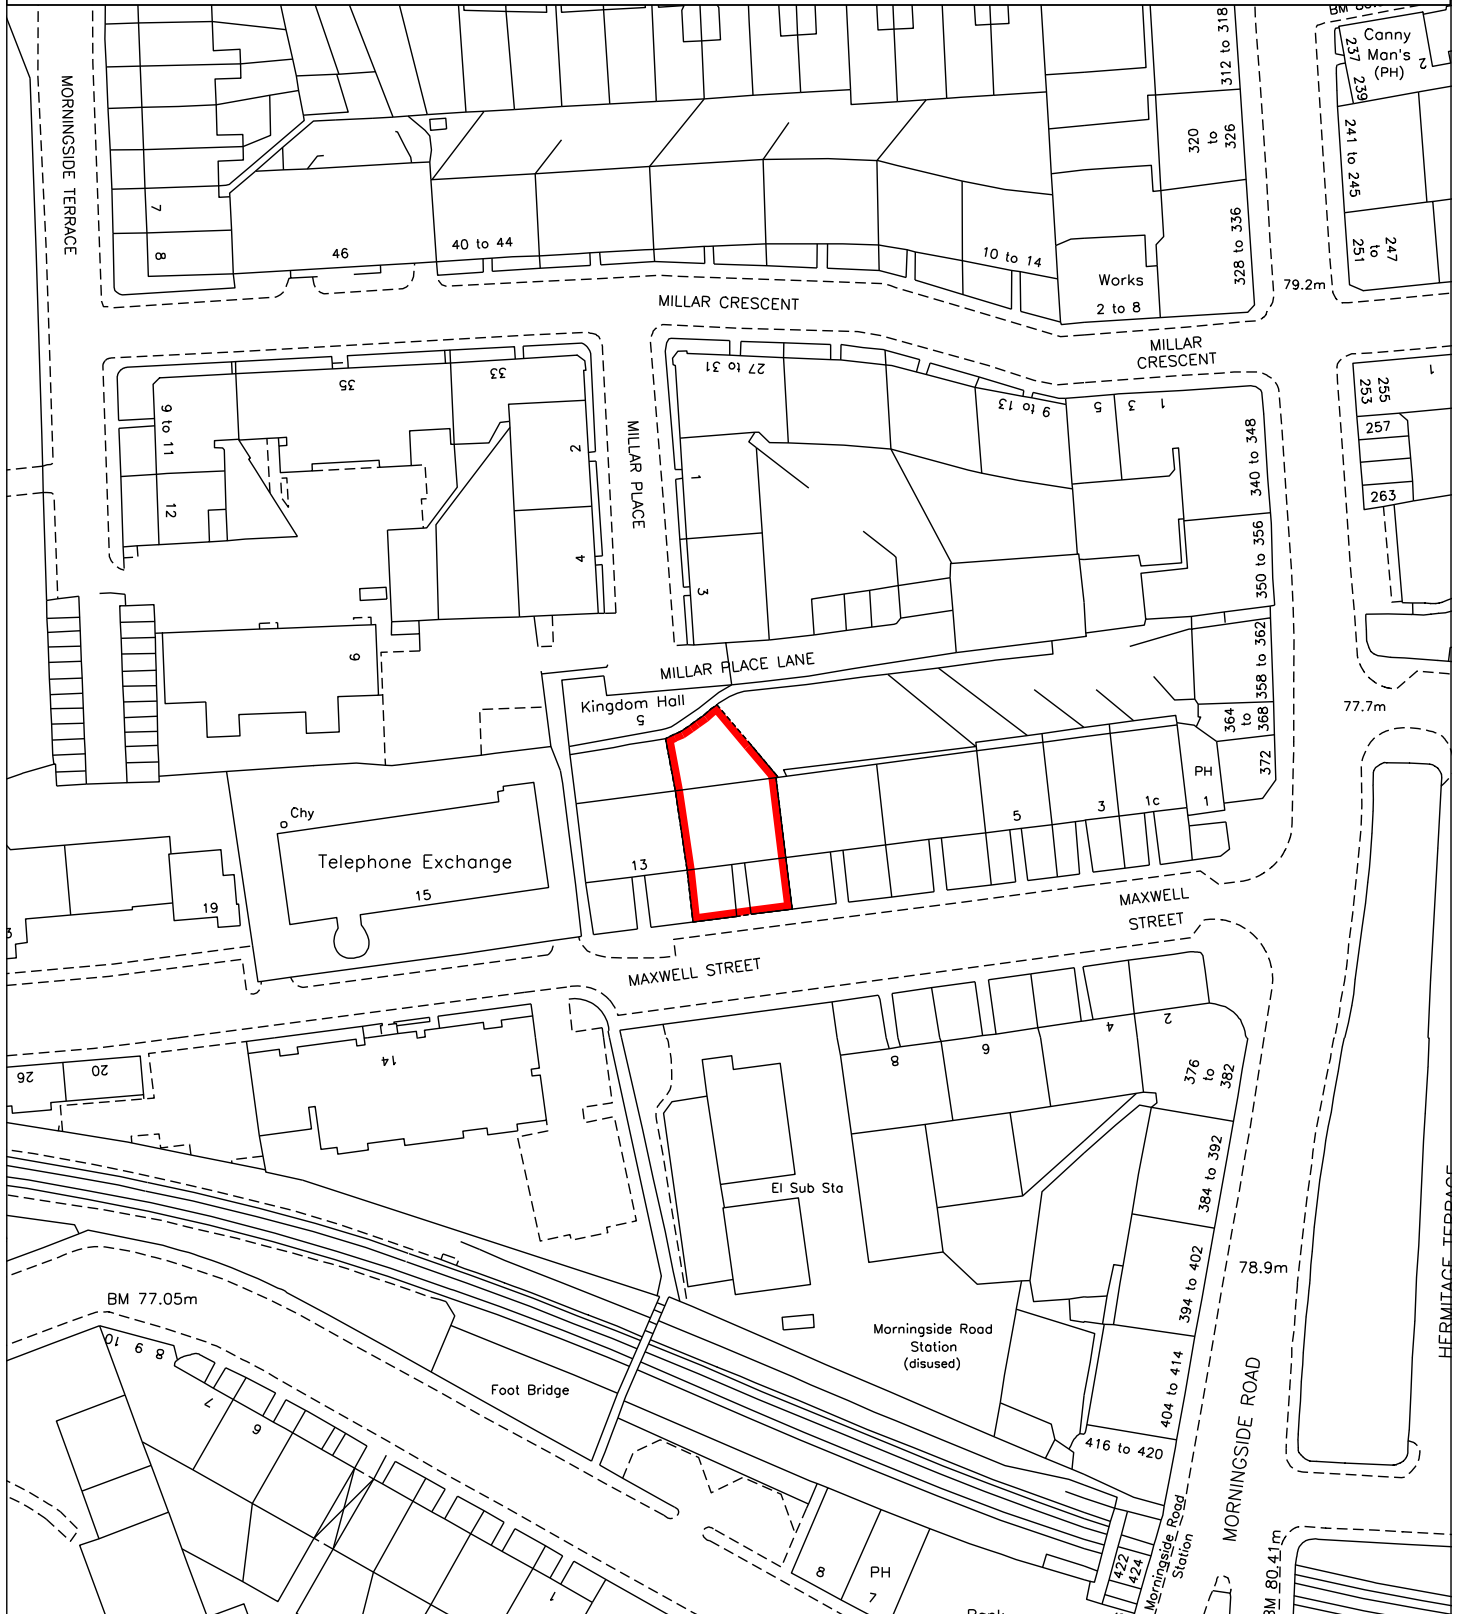 312 to 318
Canny
Man's
(PH)
237
239
2
MORNINGSIDE TERRACE
320
to
326
241 to 245
7
8
46
40 to 44
10 to 14
Works
2 to 8
328 to 336
247
to
251
79.2m
MILLAR CRESCENT
MILLAR
CRESCENT
35
33
27 to 31
9 to 13
5
3
1
1
253
255
257
263
9 to 11
12
2
4
MILLAR PLACE
1
3
340 to 348
350 to 356
9
MILLAR PLACE LANE
Kingdom Hall
5
358 to 362
364
to
368
372
77.7m
PH
1
1c
3
5
Chy
Telephone Exchange
15
13
19
MAXWELL
STREET
MAXWELL STREET
14
20
26
8
6
4
2
376
to
382
El Sub Sta
384 to 392
394 to 402
78.9m
HERMITAGE TERRACE
BM 77.05m
10
9
8
7
6
Foot Bridge
Morningside Road
Station
(disused)
404 to 414
416 to 420
MORNINGSIDE ROAD
Morningside Road
Station
422
424
BM 80.41m
1
8
PH
7